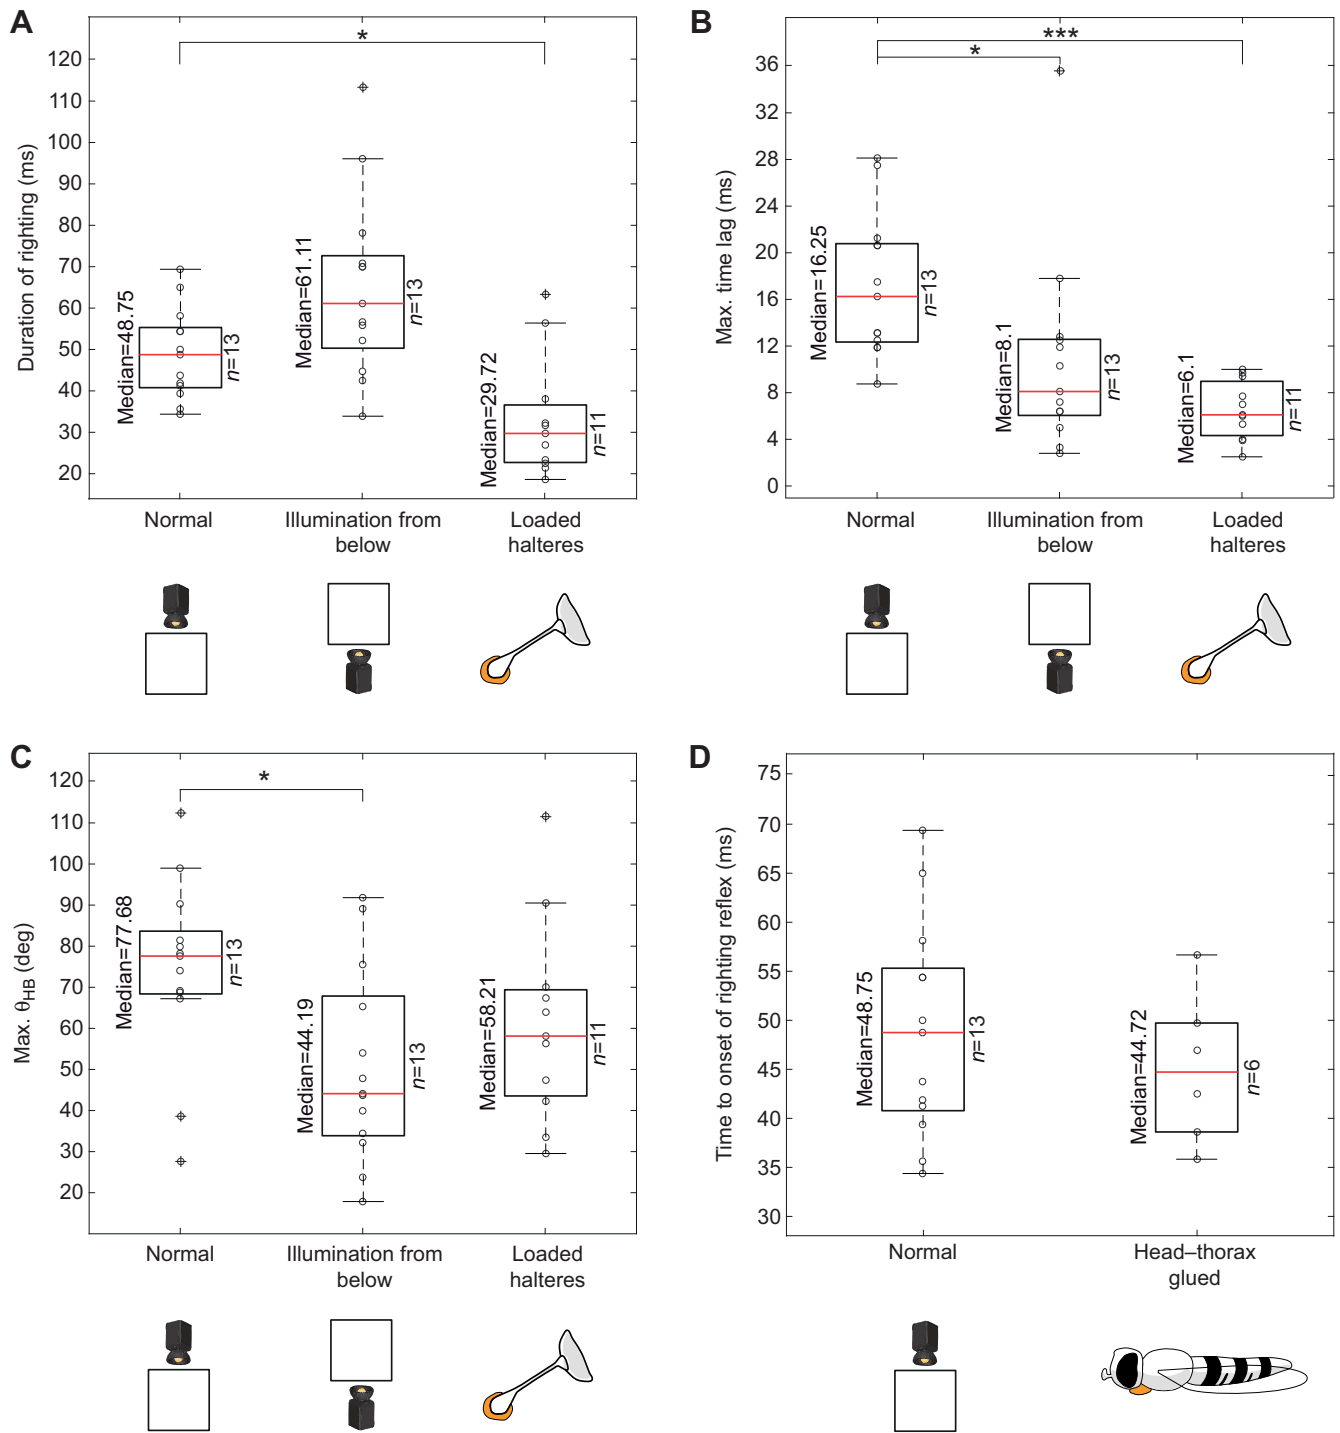 A
*
120
110
100
90
80
70
60
50
40
30
20
Duration of righting (ms)
Median=48.75
n=13
Median=61.11
n=13
Median=29.72
n=11
Normal
Illumination from
below
Loaded
halteres
B
***
*
36
32
28
24
20
16
12
8
4
0
Max. time lag (ms)
Median=16.25
n=13
Median=8.1
n=13
Median=6.1
n=11
Normal
Illumination from
below
Loaded
halteres
C
*
120
110
100
90
80
70
60
50
40
30
20
Max. θHB (deg)
Median=77.68
n=13
Median=44.19
n=13
Median=58.21
n=11
Normal
Illumination from
below
Loaded
halteres
D
75
70
65
60
55
50
45
40
35
30
Time to onset of righting reflex (ms)
Median=48.75
n=13
Median=44.72
n=6
Normal
Head–thorax
glued